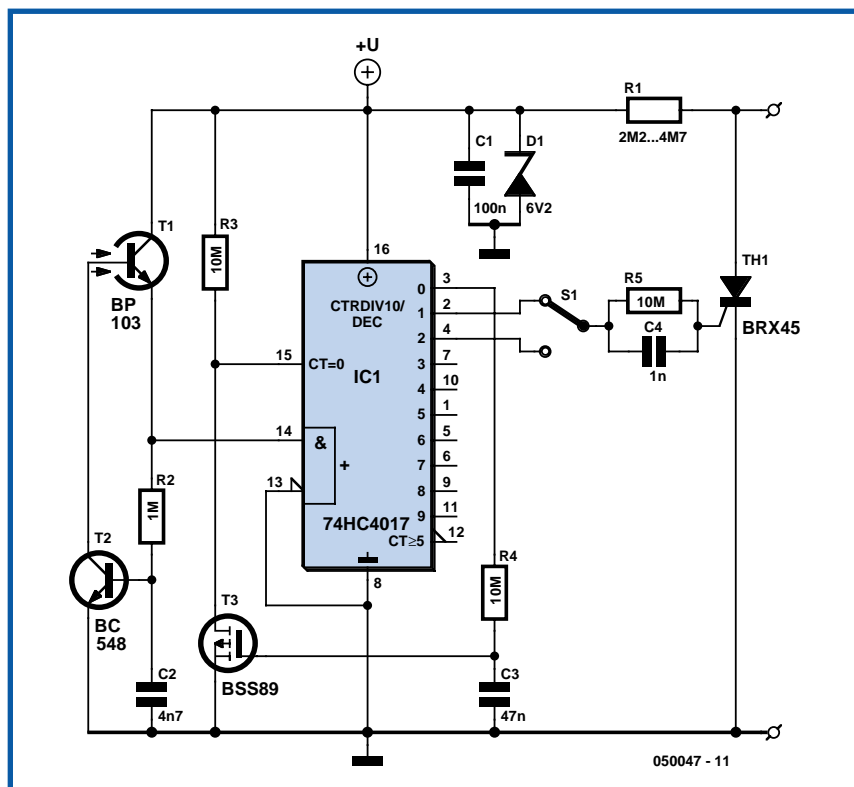 +U
R1
2M2...4M7
C1
100n
D1
6V2
T1
BP
103
R3
10M
16
CTRDIV10/
DEC
15
CT=0
IC1
14
&
+
13
74HC4017
8
0
1
2
3
4
5
6
7
8
9
CT≥5
3
2
4
7
10
1
5
6
9
11
12
S1
R5
10M
C4
1n
TH1
BRX45
R2
1M
T2
BC
548
C2
4n7
T3
BSS89
R4
10M
C3
47n
050047 - 11